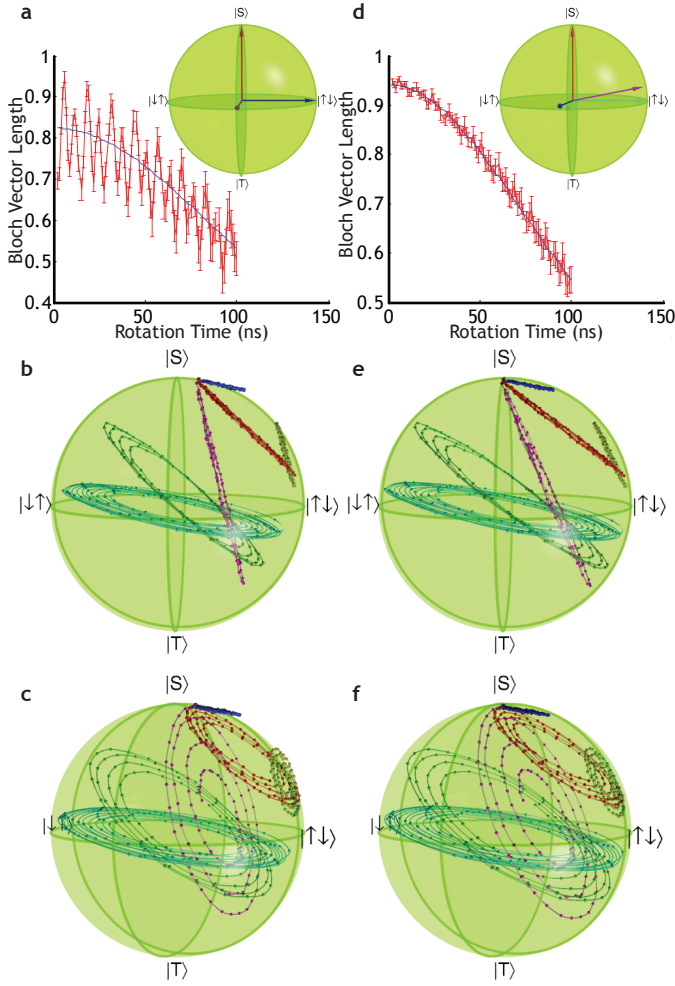 a
d
|S⟩
|↓↑⟩
|↑↓⟩
|T⟩
1
0.9
0.8
0.7
0.6
0.5
0.4
Bloch Vector Length
0
50
100
150
Rotation Time (ns)
|S⟩
|↓↑⟩
|↑↓⟩
|T⟩
1
0.9
0.8
0.7
0.6
0.5
Bloch Vector Length
0
50
100
150
Rotation Time (ns)
b
|S⟩
|↓↑⟩
|↑↓⟩
|T⟩
e
|S⟩
|↓↑⟩
|↑↓⟩
|T⟩
c
|S⟩
|↓
|↑↓⟩
|T⟩
f
|S⟩
|↓
|↑↓⟩
|T⟩